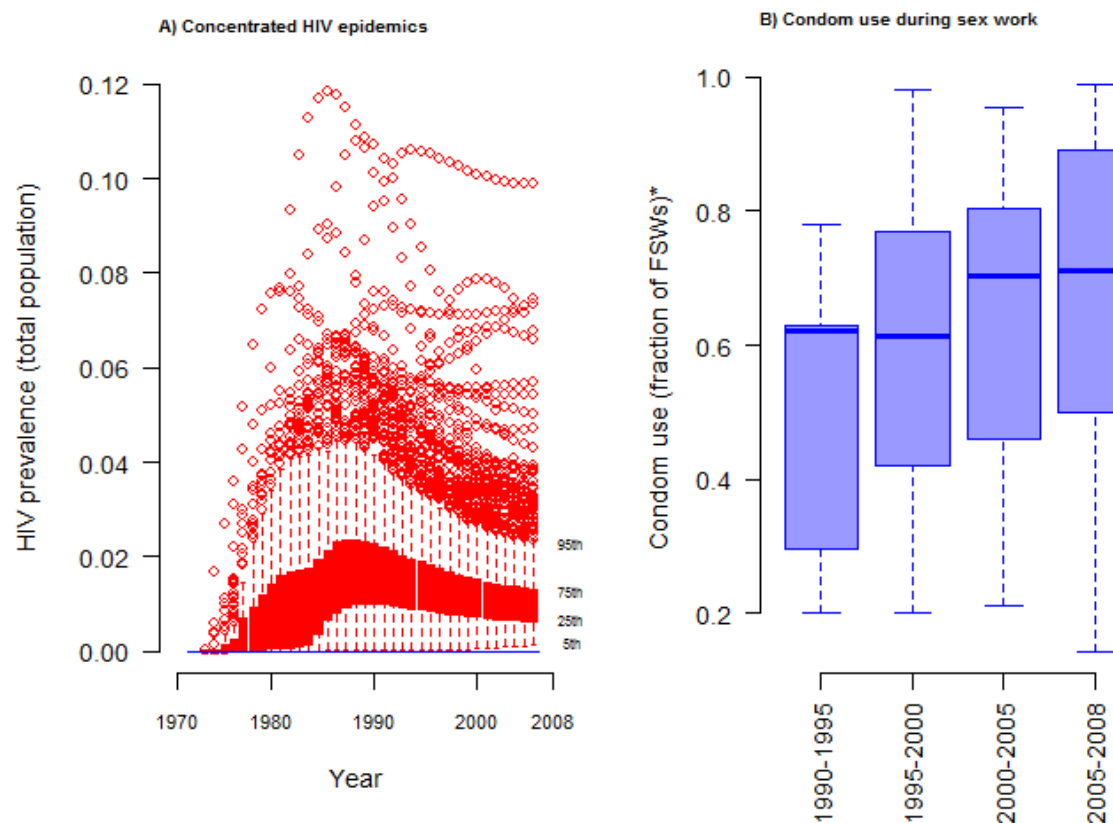 A) Concentrated HIV epidemics
HIV prevalence (total population)
0.12
0.10
0.08
0.06
0.04
0.02
0.00
95th
75th
25th
5th
1970 1980 1990 2000 2008
Year
B) Condom use during sex work
Condom use (fraction of FSWs)*
1.0
0.8
0.6
0.4
0.2
1990-1995
1995-2000
2000-2005
2005-2008